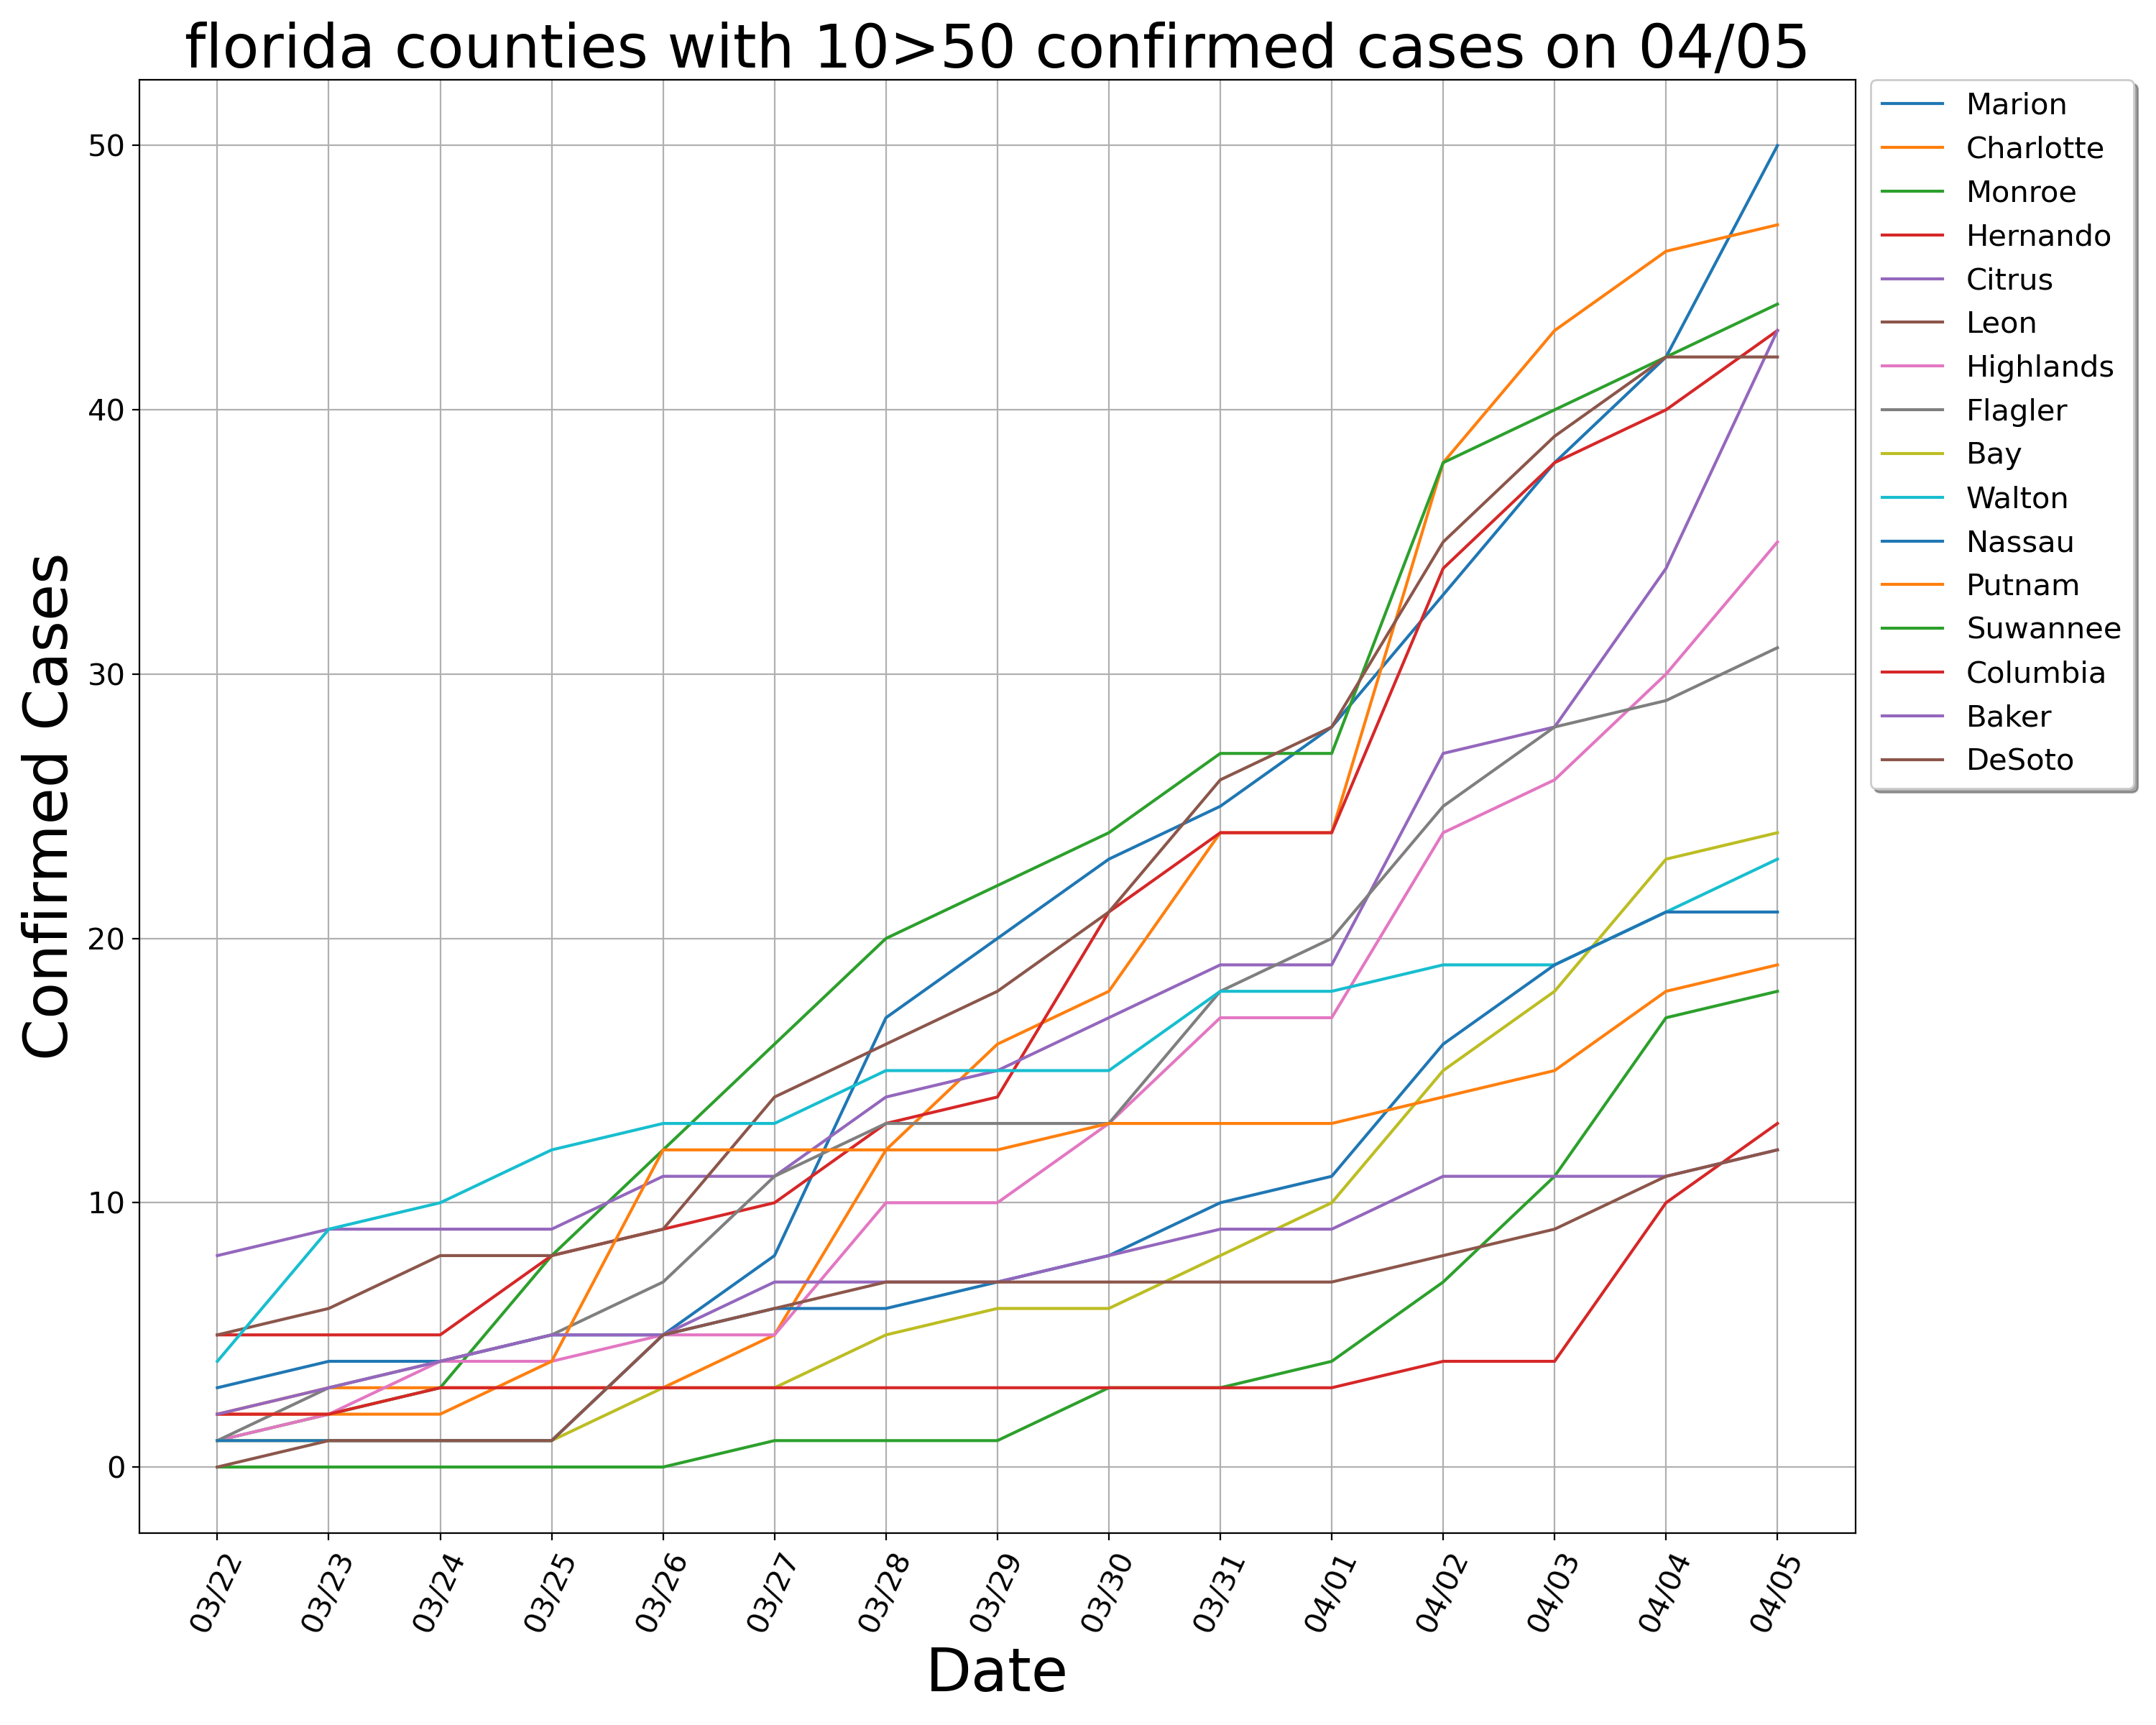 florida counties with 10>50 confirmed cases on 04/05
Confirmed Cases
50
40
30
20
10
0
03/22
03/23
03/24
03/25
03/26
03/27
03/28
03/29
03/30
03/31
04/01
04/02
04/03
04/04
04/05
Date
Marion
Charlotte
Monroe
Hernando
Citrus
Leon
Highlands
Flagler
Bay
Walton
Nassau
Putnam
Suwannee
Columbia
Baker
DeSoto